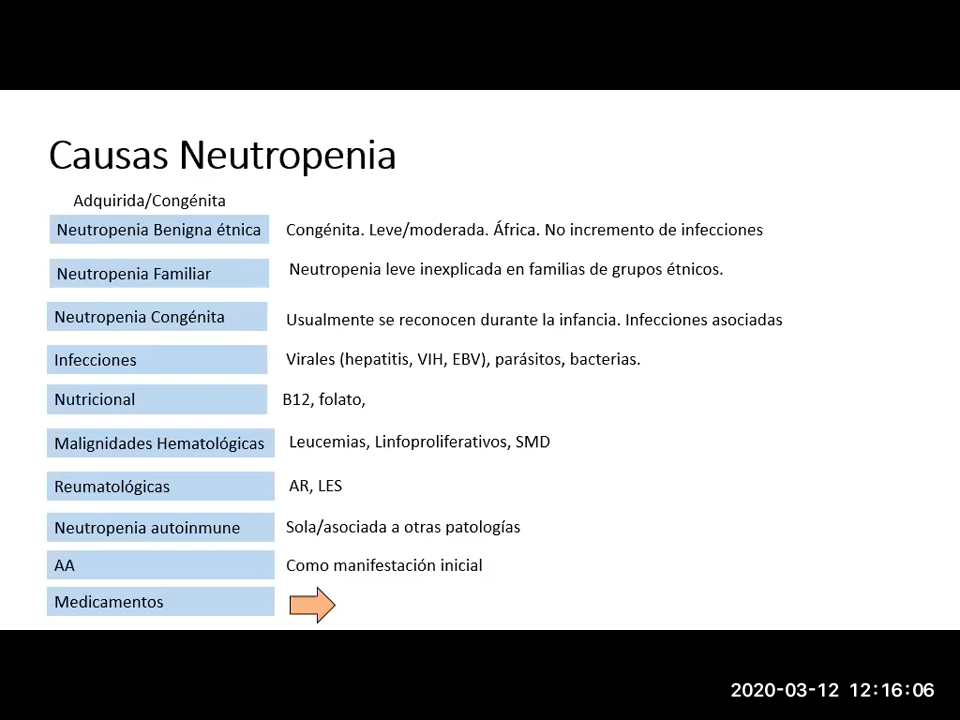 Causas Neutropenia
Adquirida/Congénita
Neutropenia Benigna étnica
Congénita. Leve/moderada. África. No incremento de infecciones
Neutropenia Familiar
Neutropenia leve inexplicada en familias de grupos étnicos.
Neutropenia Congénita
Usualmente se reconocen durante la infancia. Infecciones asociadas
Infecciones
Virales (hepatitis, VIH, EBV), parásitos, bacterias.
Nutricional
B12, folato,
Malignidades Hematológicas
Leucemias, Linfoproliferativos, SMD
Reumatológicas
AR, LES
Neutropenia autoinmune
Sola/asociada a otras patologías
AA
Como manifestación inicial
Medicamentos
2020-03-12 12:16:06